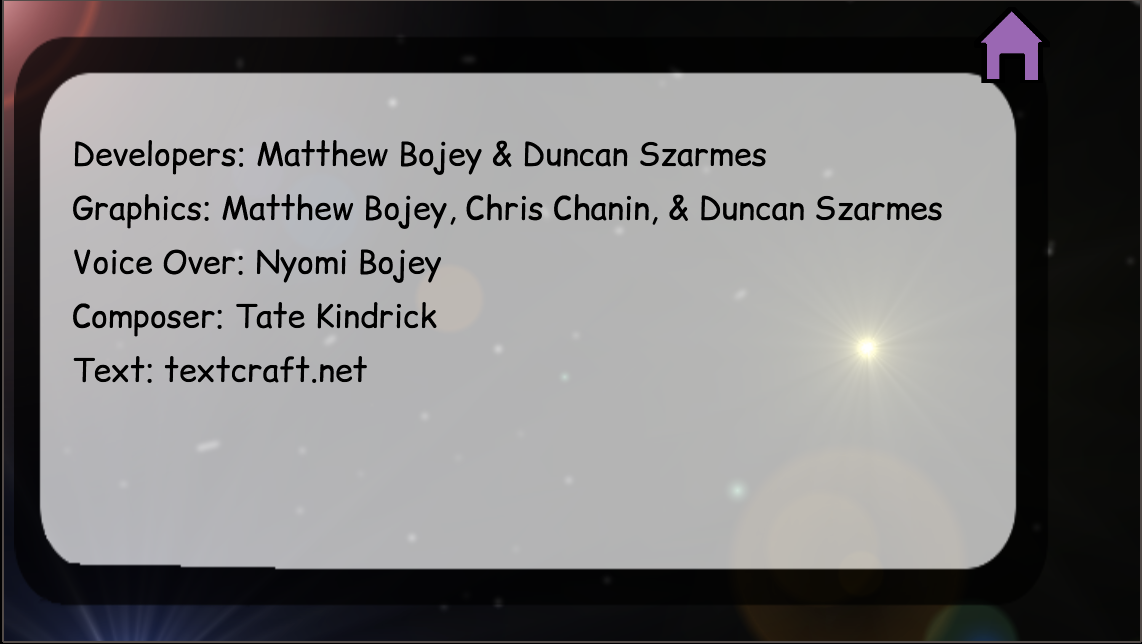 Developers: Matthew Bojey & Duncan Szarmes
Graphics: Matthew Bojey, Chris Chanin, & Duncan Szarmes
Voice Over: Nyomi Bojey
Composer: Tate Kindrick
Text: textcraft.net